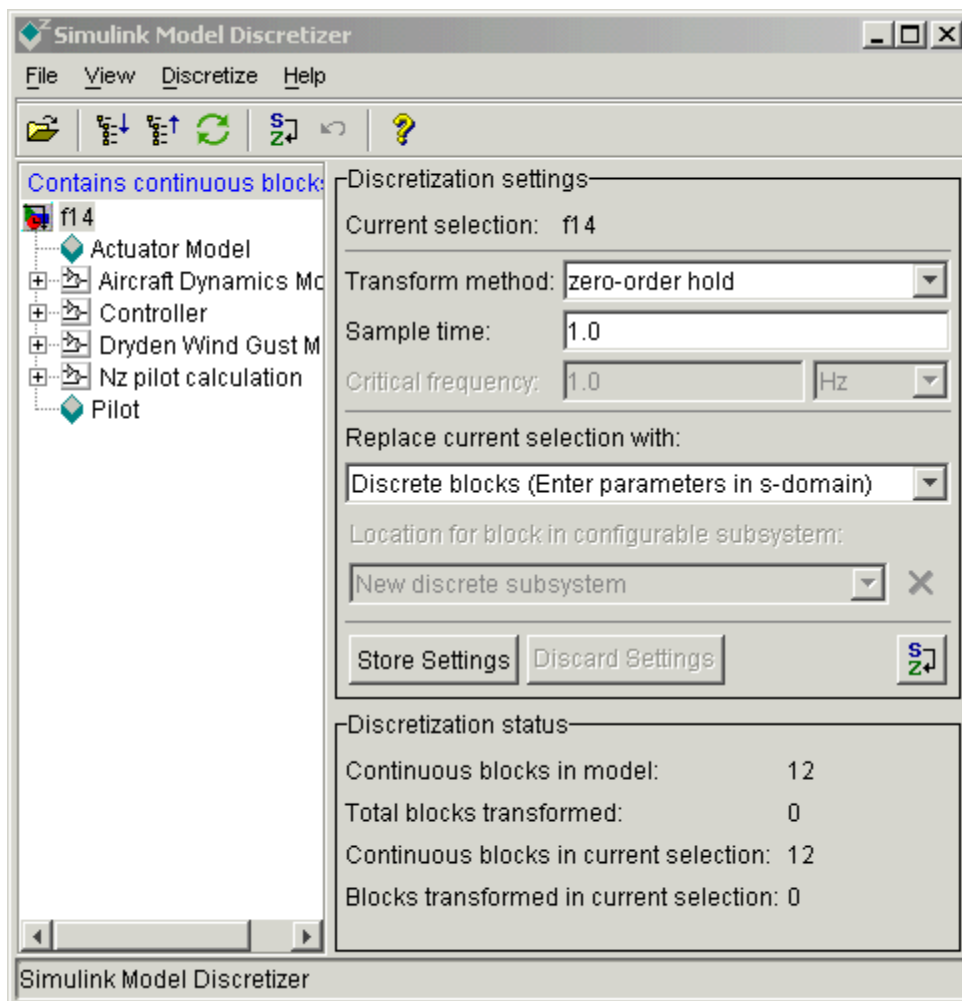 Simulink Model Discretizer
File View Discretize Help
Contains continuous block
f14
Actuator Model
Aircraft Dynamics Mo
Controller
Dryden Wind Gust M
Nz pilot calculation
Pilot
Discretization settings
Current selection: f14
Transform method: zero-order hold
Sample time: 1.0
Critical frequency: 1.0 Hz
Replace current selection with:
Discrete blocks (Enter parameters in s-domain)
Location for block in configurable subsystem:
New discrete subsystem
Store Settings Discard Settings
Discretization status
Continuous blocks in model: 12
Total blocks transformed: 0
Continuous blocks in current selection: 12
Blocks transformed in current selection: 0
Simulink Model Discretizer